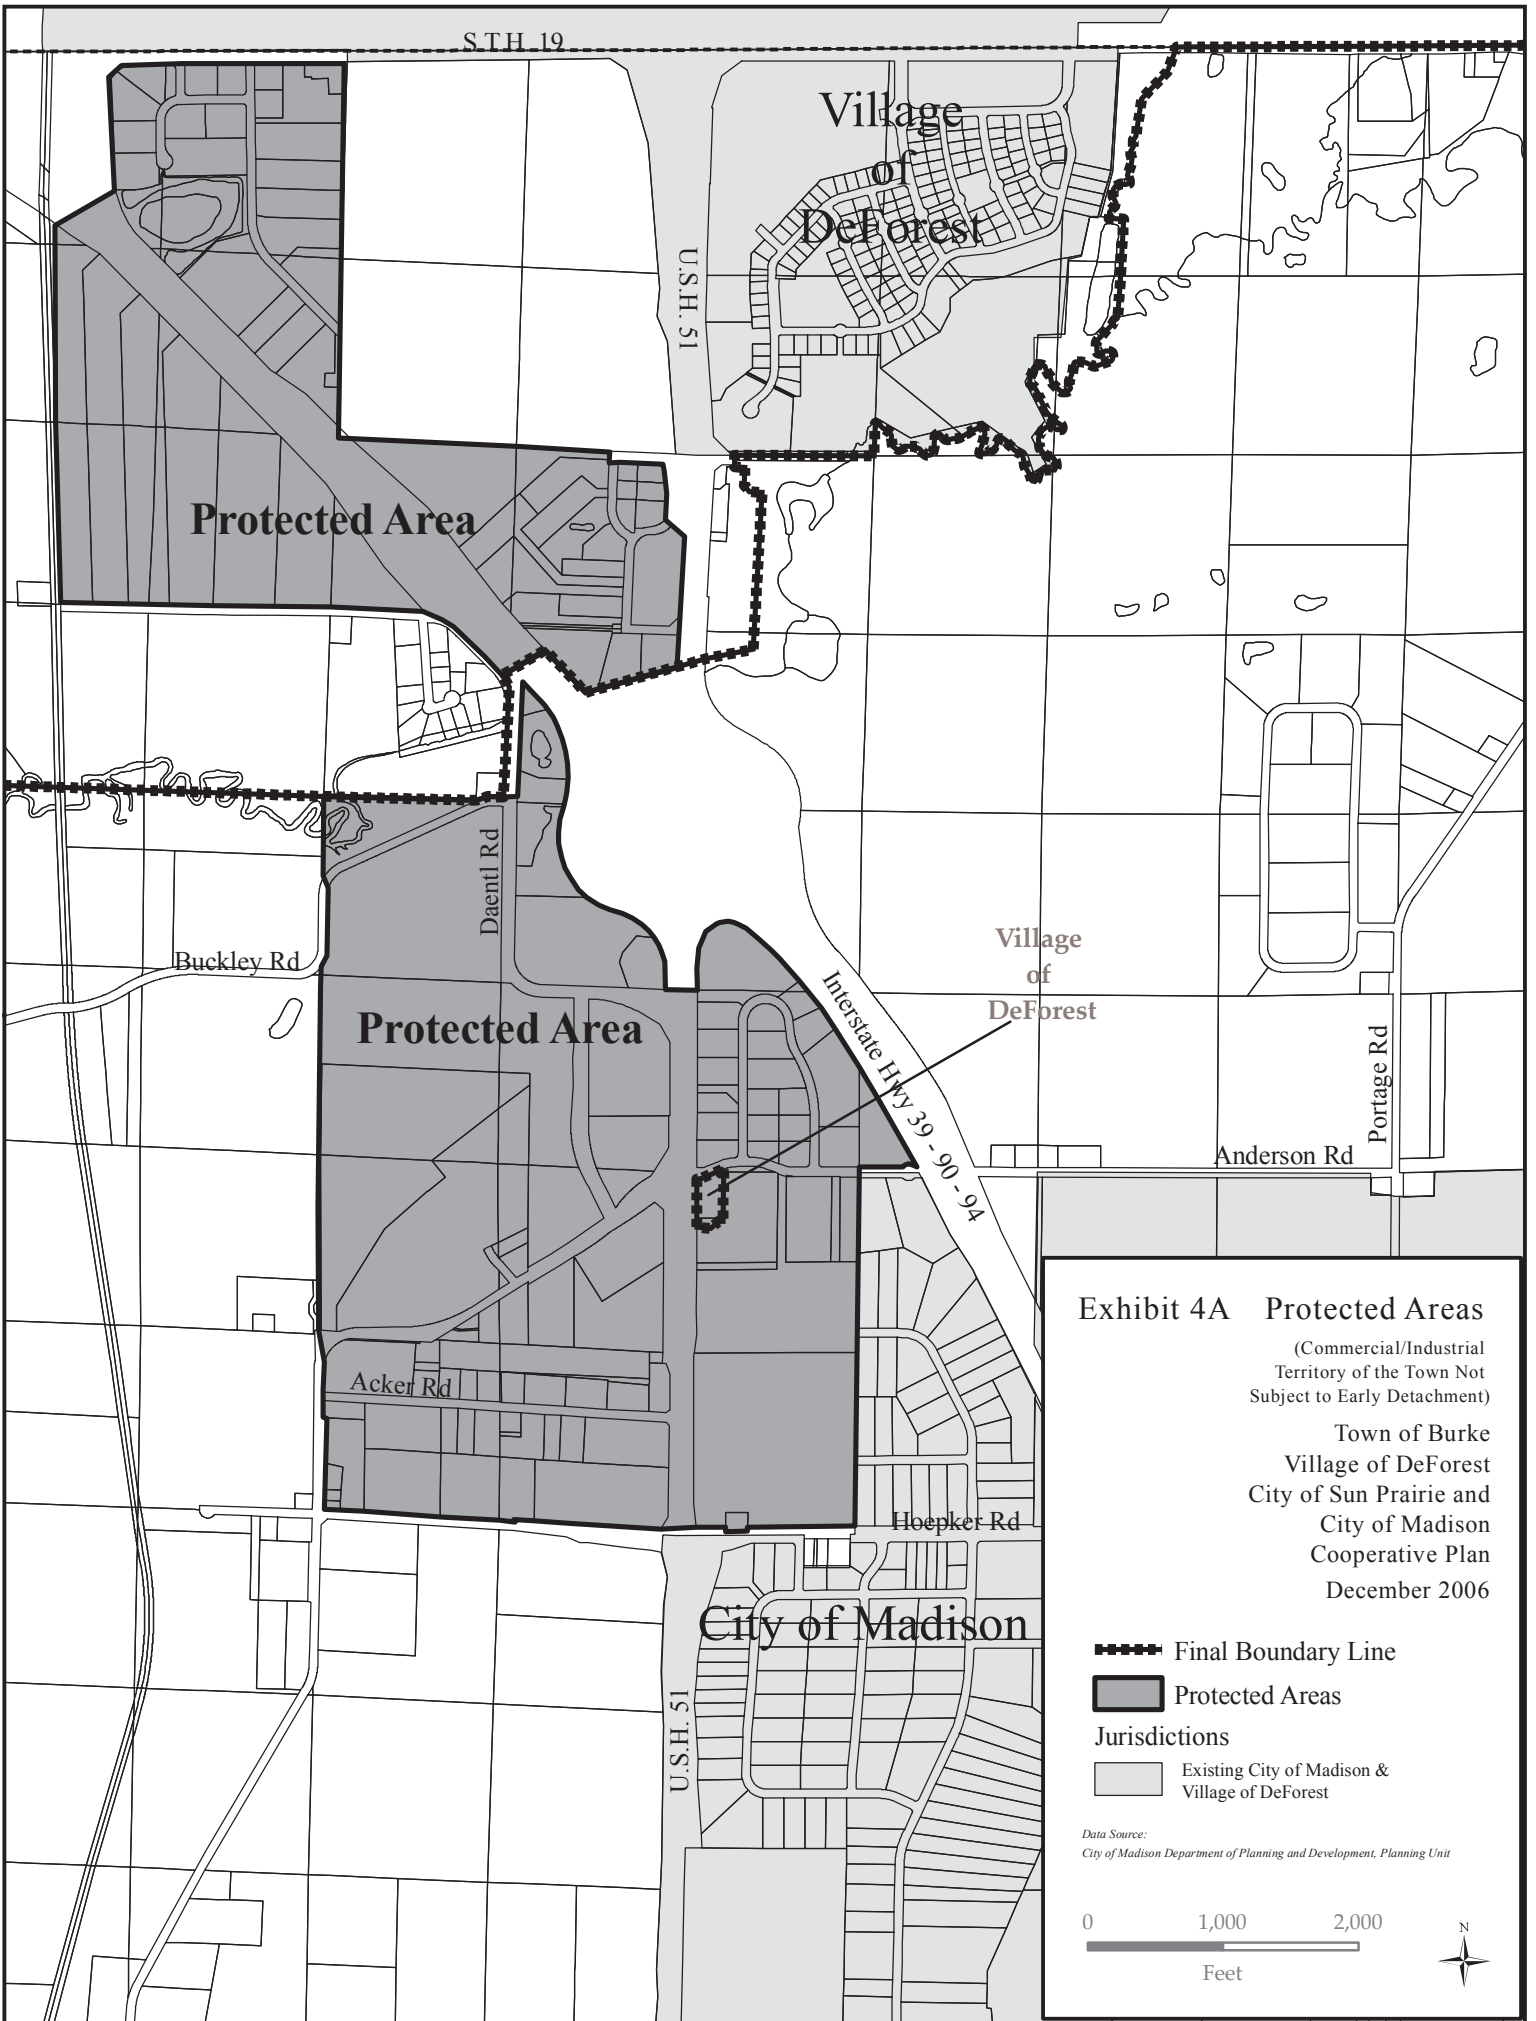 S.T.H. 19
Village
of
DeForest
U.S.H. 51
Protected Area
Daentl Rd
Buckley Rd
Village
of
DeForest
Interstate Hwy 39 - 90 - 94
Protected Area
Portage Rd
Anderson Rd
Acker Rd
Hoepker Rd
City of Madison
U.S.H. 51
Exhibit 4A Protected Areas
(Commercial/Industrial
Territory of the Town Not
Subject to Early Detachment)
Town of Burke
Village of DeForest
City of Sun Prairie and
City of Madison
Cooperative Plan
December 2006
Final Boundary Line
Protected Areas
Jurisdictions
Existing City of Madison &
Village of DeForest
Data Source:
City of Madison Department of Planning and Development, Planning Unit
0 1,000 2,000
Feet
N